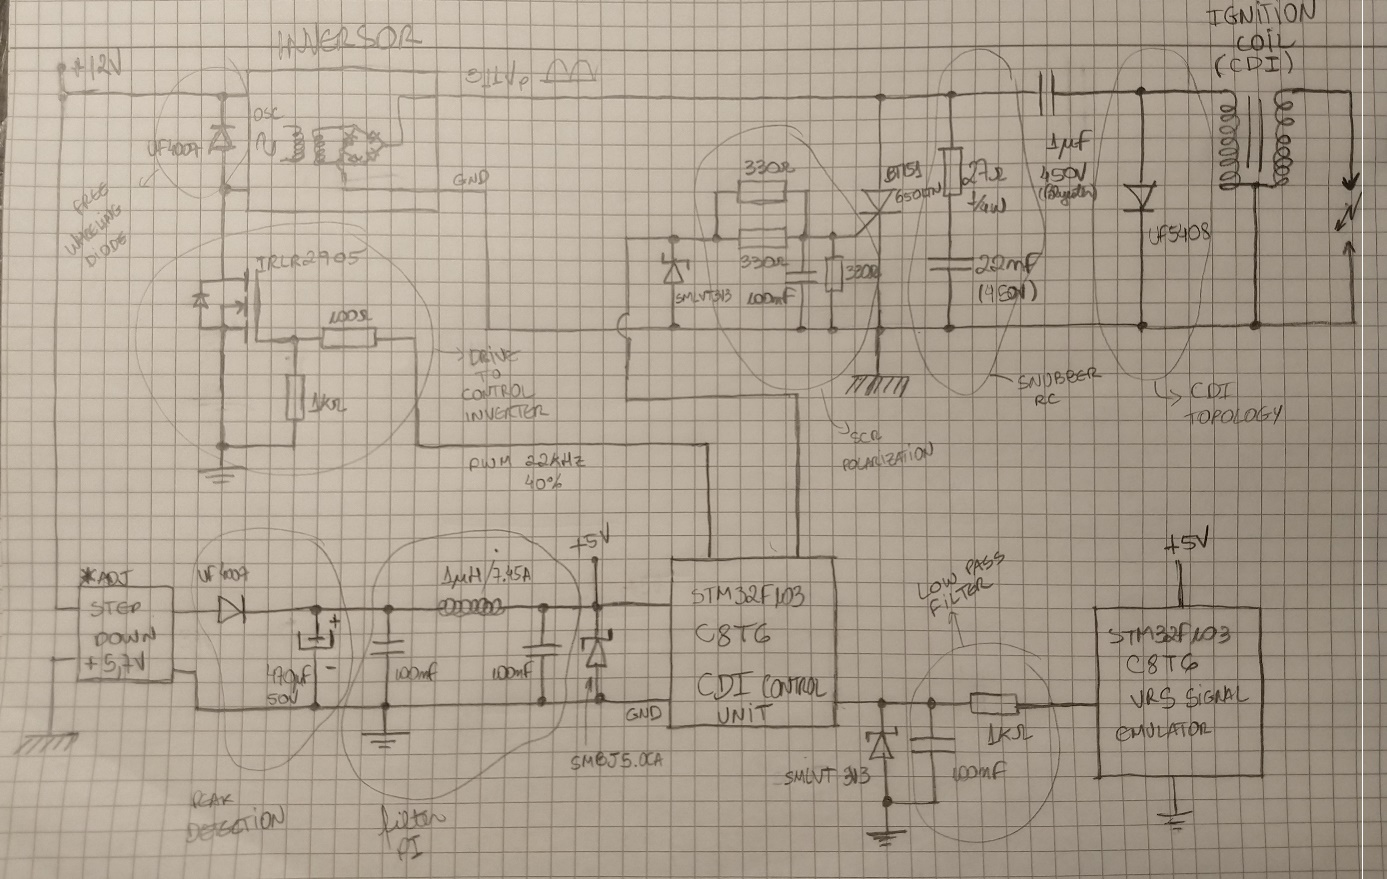 INVERSOR
+12V
311Vp
IGNITION
COIL
(CDI)
OSC
UF4007
GND
FREE
WHEELING
DIODE
330Ω
330Ω
100nF
330Ω
SMLVT3V3
BT151
650
27Ω
1/4W
22nF
(450V)
1µF
450V
UF5408
IRLR2905
100Ω
1KΩ
DRIVE
TO
CONTROL
INVERTER
PWM 22KHZ
40%
SCR
POLARIZATION
SNUBBER
RC
CDI
TOPOLOGY
*ADJ
STEP
DOWN
+5,7V
UF4007
+
-
470µF
50V
100nF
1µH/7.45A
100nF
+5V
GND
SMBJ5.0CA
PEAK
DETECTION
filter
PI
STM32F103
C8T6
CDI CONTROL
UNIT
LOW PASS
FILTER
SMLVT 3V3
100nF
1KΩ
+5V
STM32F103
C8T6
VRS SIGNAL
EMULATOR